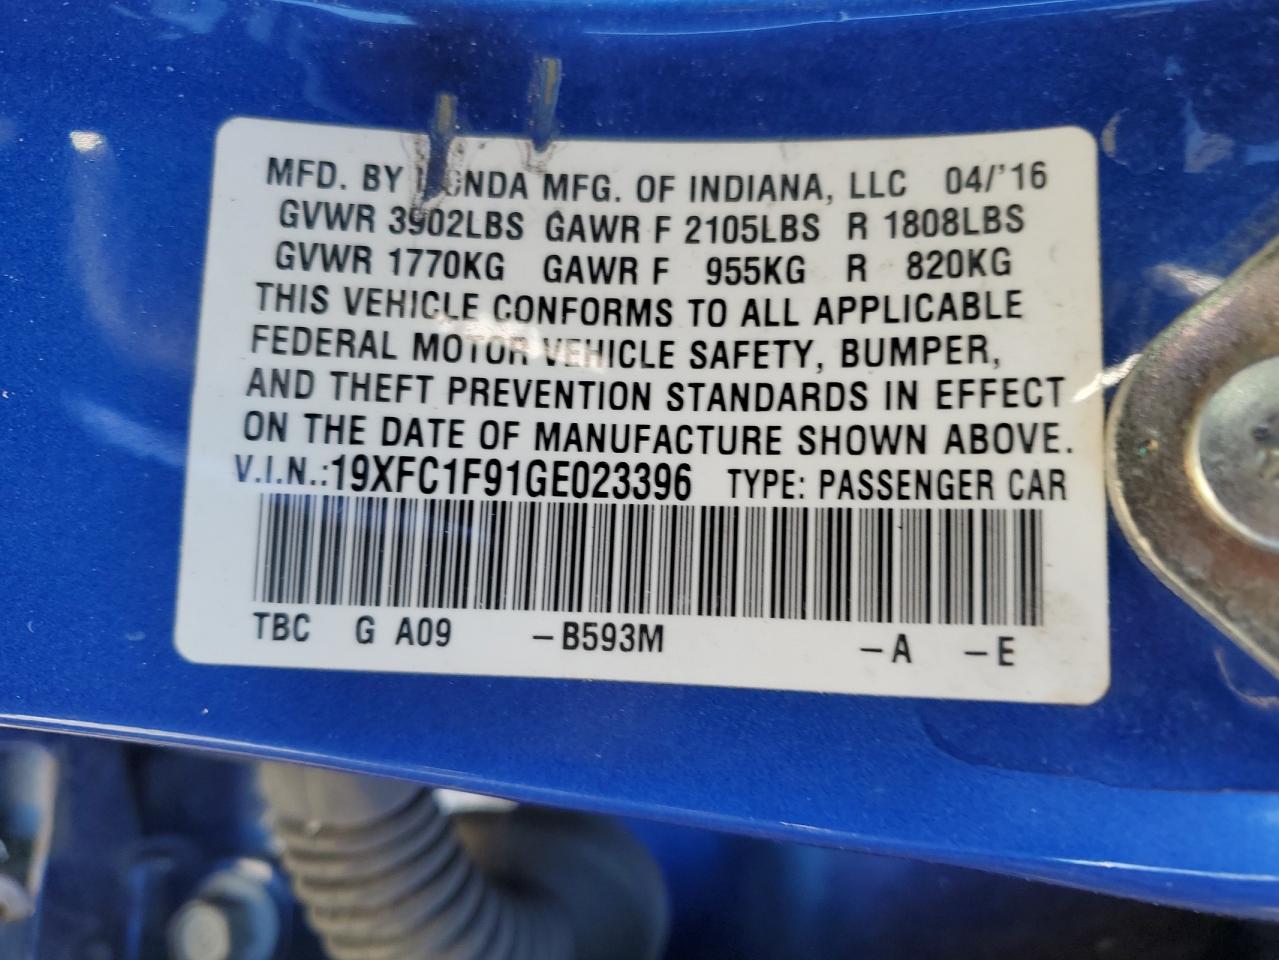 MFD. BY HONDA MFG. OF INDIANA, LLC 04/'16
GVWR 3902LBS GAWR F 2105LBS R 1808LBS
GVWR 1770KG GAWR F 955KG R 820KG
THIS VEHICLE CONFORMS TO ALL APPLICABLE
FEDERAL MOTOR VEHICLE SAFETY, BUMPER,
AND THEFT PREVENTION STANDARDS IN EFFECT
ON THE DATE OF MANUFACTURE SHOWN ABOVE.
V.I.N.:19XFC1F91GE023396 TYPE: PASSENGER CAR
TBC G A09 -B593M -A -E